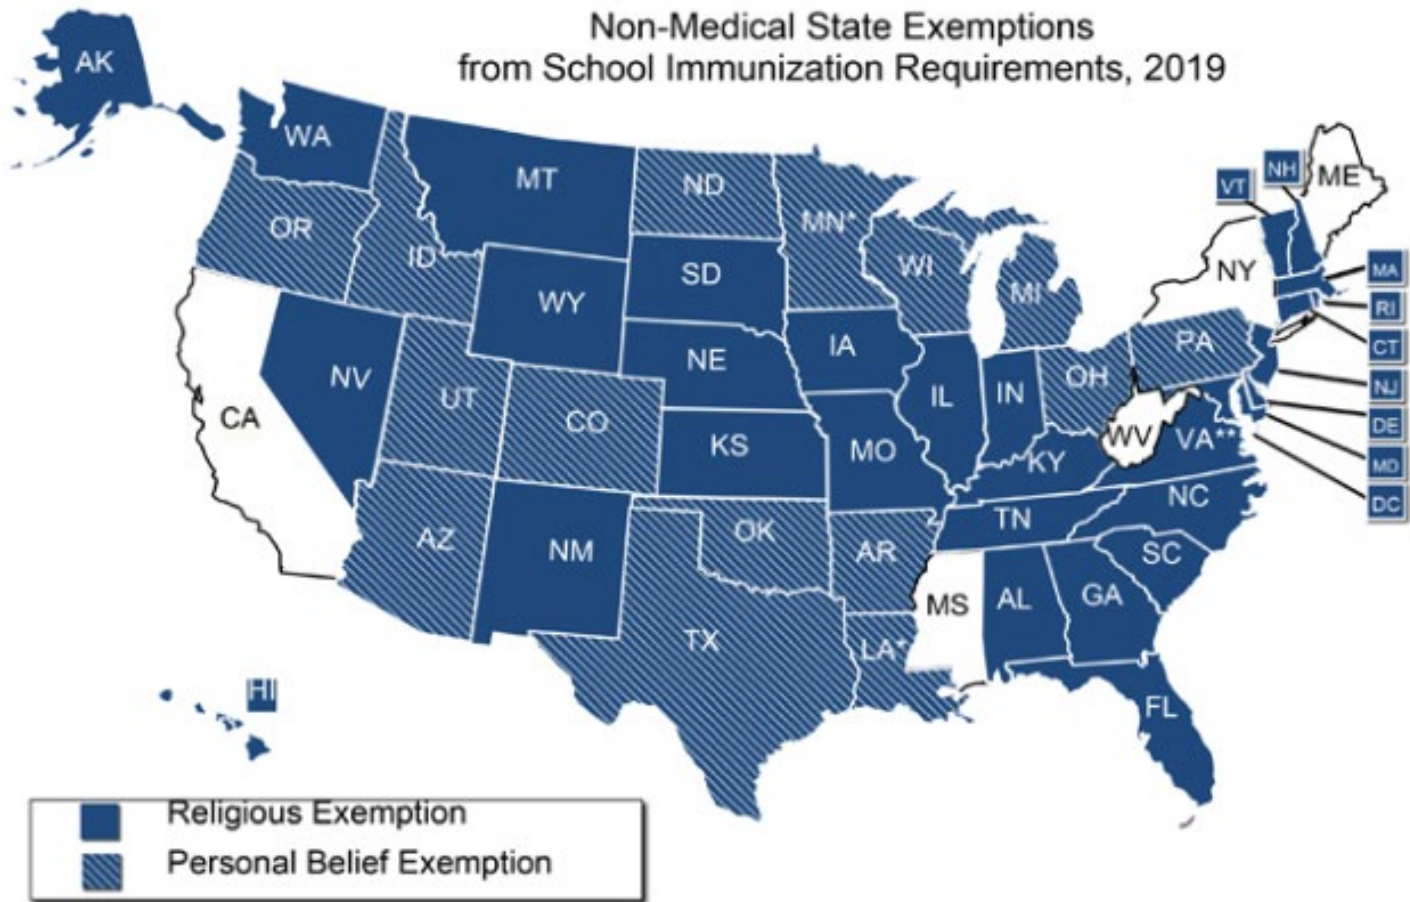 Non-Medical State Exemptions
from School Immunization Requirements, 2019
AK
WA
MT
ND
MN*
VT
NH
ME
OR
ID
WI
MI
NY
MA
SD
WY
RI
IA
PA
CT
NE
NV
OH
NJ
UT
IL
IN
CA
CO
DE
WV
VA**
KS
MO
KY
MD
NC
DC
TN
OK
AZ
NM
AR
SC
MS
AL
GA
TX
LA*
HI
FL
Religious Exemption
Personal Belief Exemption